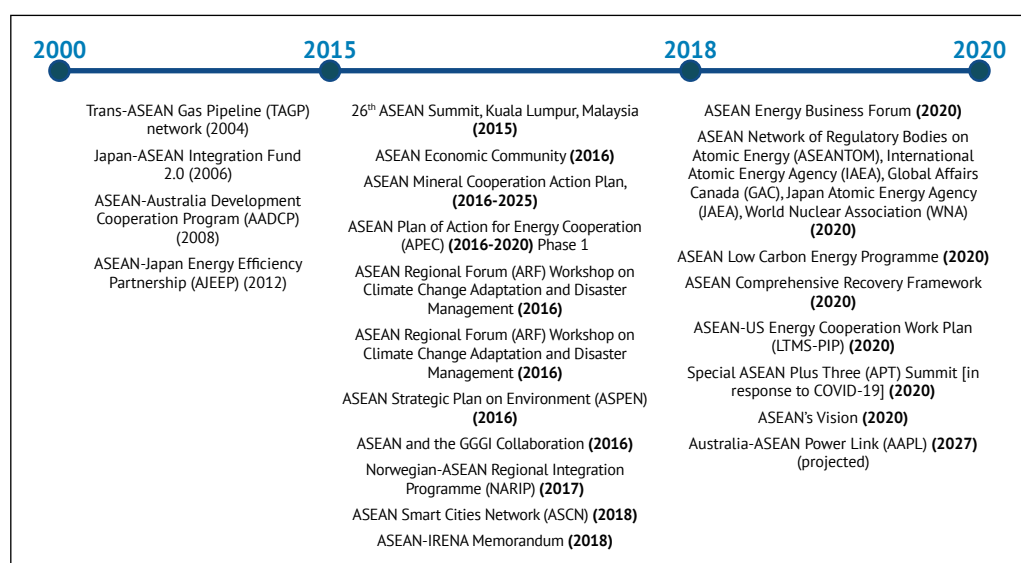 2000
2015
2018
2020
Trans-ASEAN Gas Pipeline (TAGP)
network (2004)
Japan-ASEAN Integration Fund
2.0 (2006)
ASEAN-Australia Development
Cooperation Program (AADCP)
(2008)
ASEAN-Japan Energy Efficiency
Partnership (AJEEP) (2012)
26th ASEAN Summit, Kuala Lumpur, Malaysia
(2015)
ASEAN Economic Community (2016)
ASEAN Mineral Cooperation Action Plan,
(2016-2025)
ASEAN Plan of Action for Energy Cooperation
(APEC) (2016-2020) Phase 1
ASEAN Regional Forum (ARF) Workshop on
Climate Change Adaptation and Disaster
Management (2016)
ASEAN Regional Forum (ARF) Workshop on
Climate Change Adaptation and Disaster
Management (2016)
ASEAN Strategic Plan on Environment (ASPEN)
(2016)
ASEAN and the GGGI Collaboration (2016)
Norwegian-ASEAN Regional Integration
Programme (NARIP) (2017)
ASEAN Smart Cities Network (ASCN) (2018)
ASEAN-IRENA Memorandum (2018)
ASEAN Energy Business Forum (2020)
ASEAN Network of Regulatory Bodies on
Atomic Energy (ASEANTOM), International
Atomic Energy Agency (IAEA), Global Affairs
Canada (GAC), Japan Atomic Energy Agency
(JAEA), World Nuclear Association (WNA)
(2020)
ASEAN Low Carbon Energy Programme (2020)
ASEAN Comprehensive Recovery Framework
(2020)
ASEAN-US Energy Cooperation Work Plan
(LTMS-PIP) (2020)
Special ASEAN Plus Three (APT) Summit [in
response to COVID-19] (2020)
ASEAN's Vision (2020)
Australia-ASEAN Power Link (AAPL) (2027)
(projected)